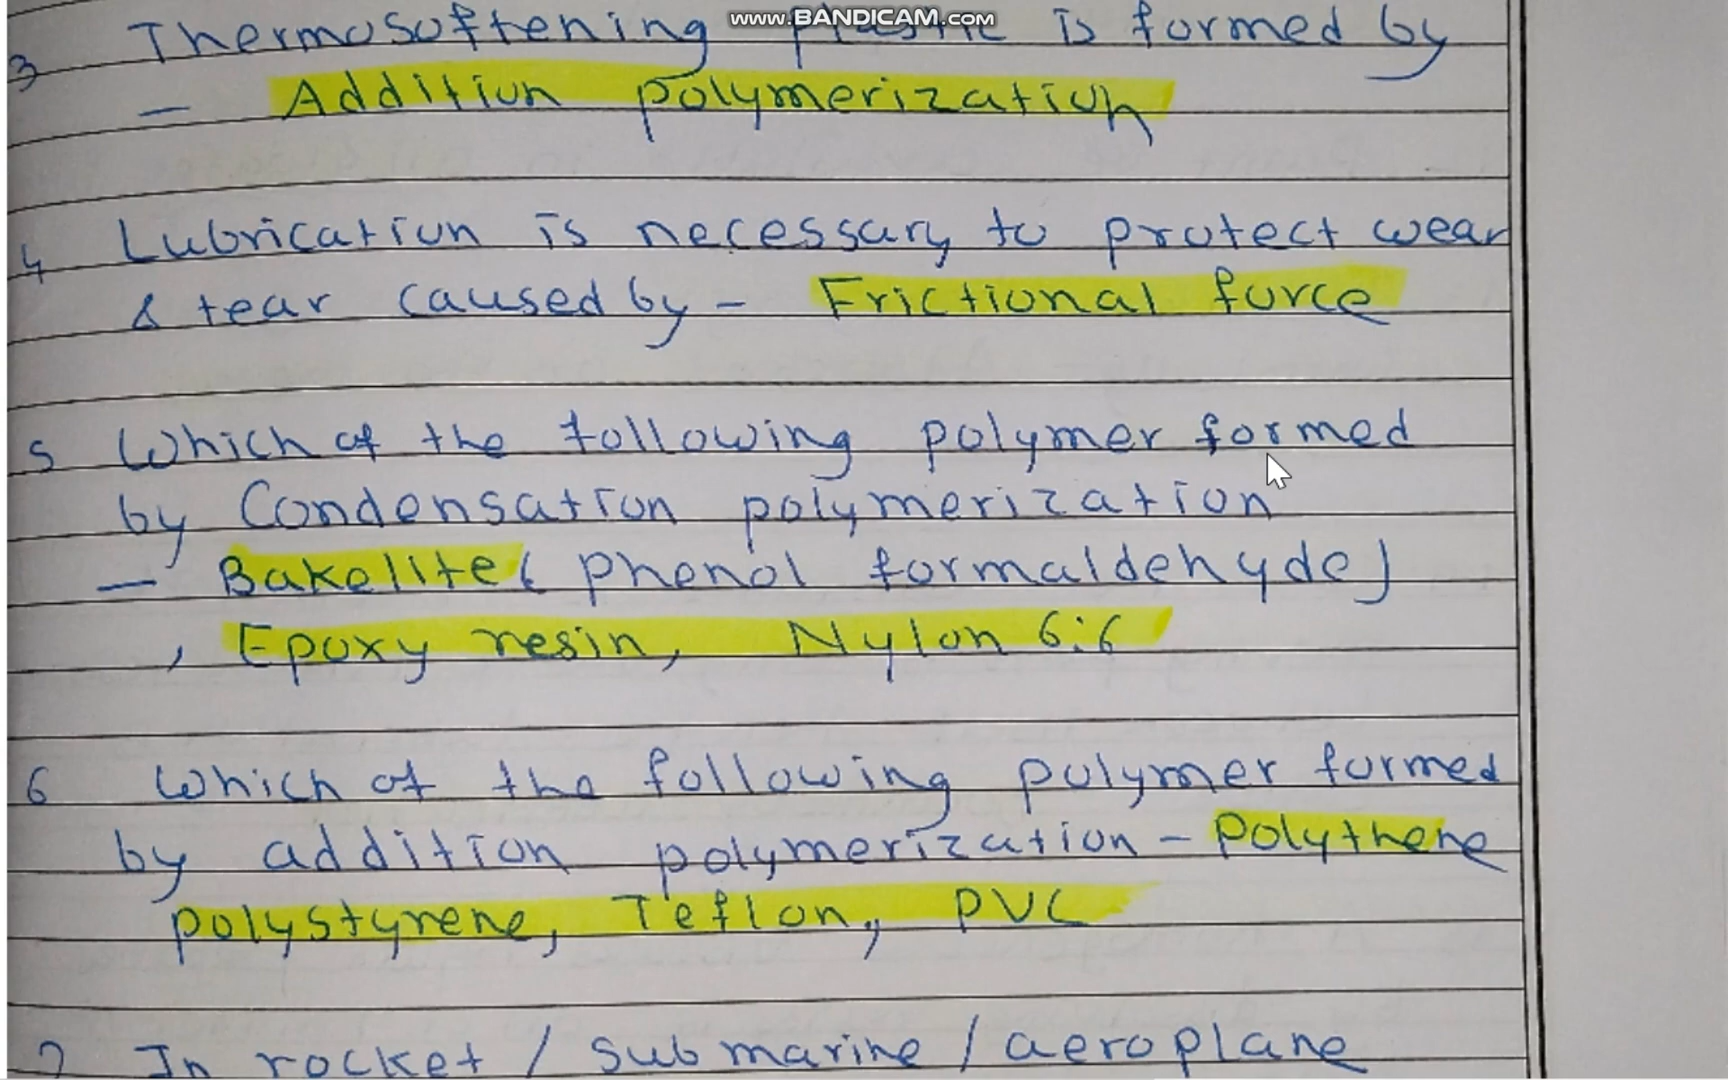 www.BANDICAM.com
3 Thermosoftening plastic is formed by
- Addition polymerization
4 Lubrication is necessary to protect wear
& tear caused by - Frictional force
5 Which of the following polymer formed
by Condensation polymerization
- Bakelite ( phenol formaldehyde)
, Epoxy resin, Nylon 6:6
6 Which of the following polymer formed
by addition polymerization - Polythene
polystyrene, Teflon, PVC
7 In rocket / submarine / aeroplane